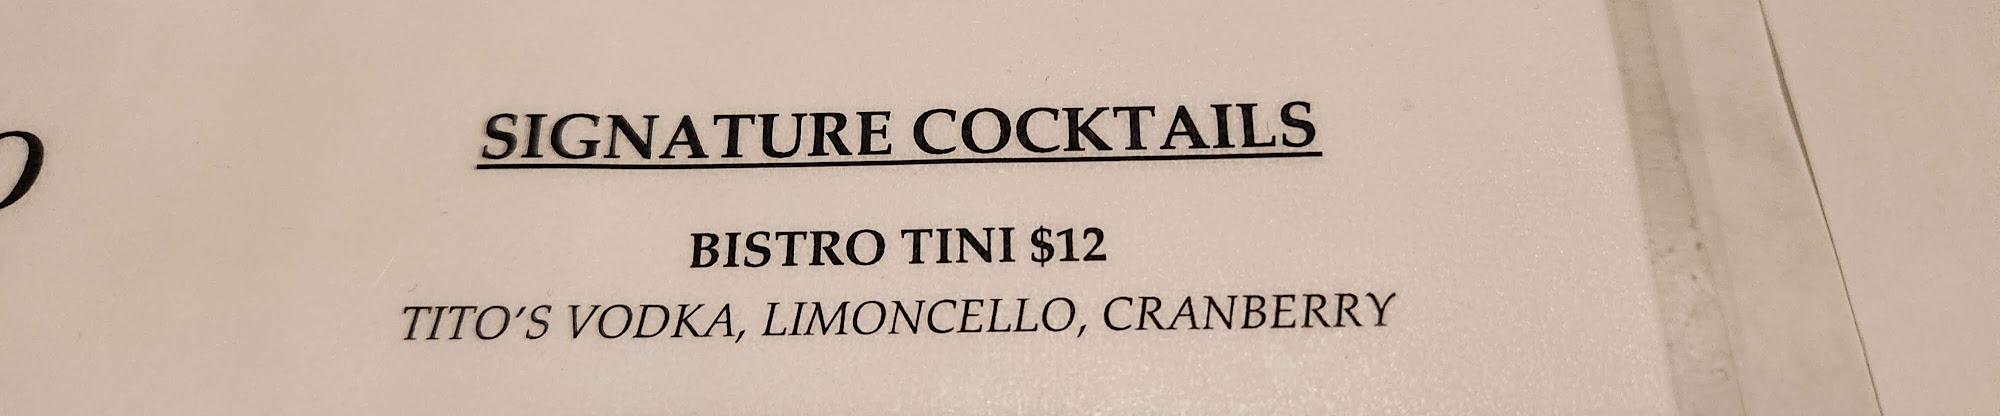 SIGNATURE COCKTAILS
BISTRO TINI $12
TITO'S VODKA, LIMONCELLO, CRANBERRY